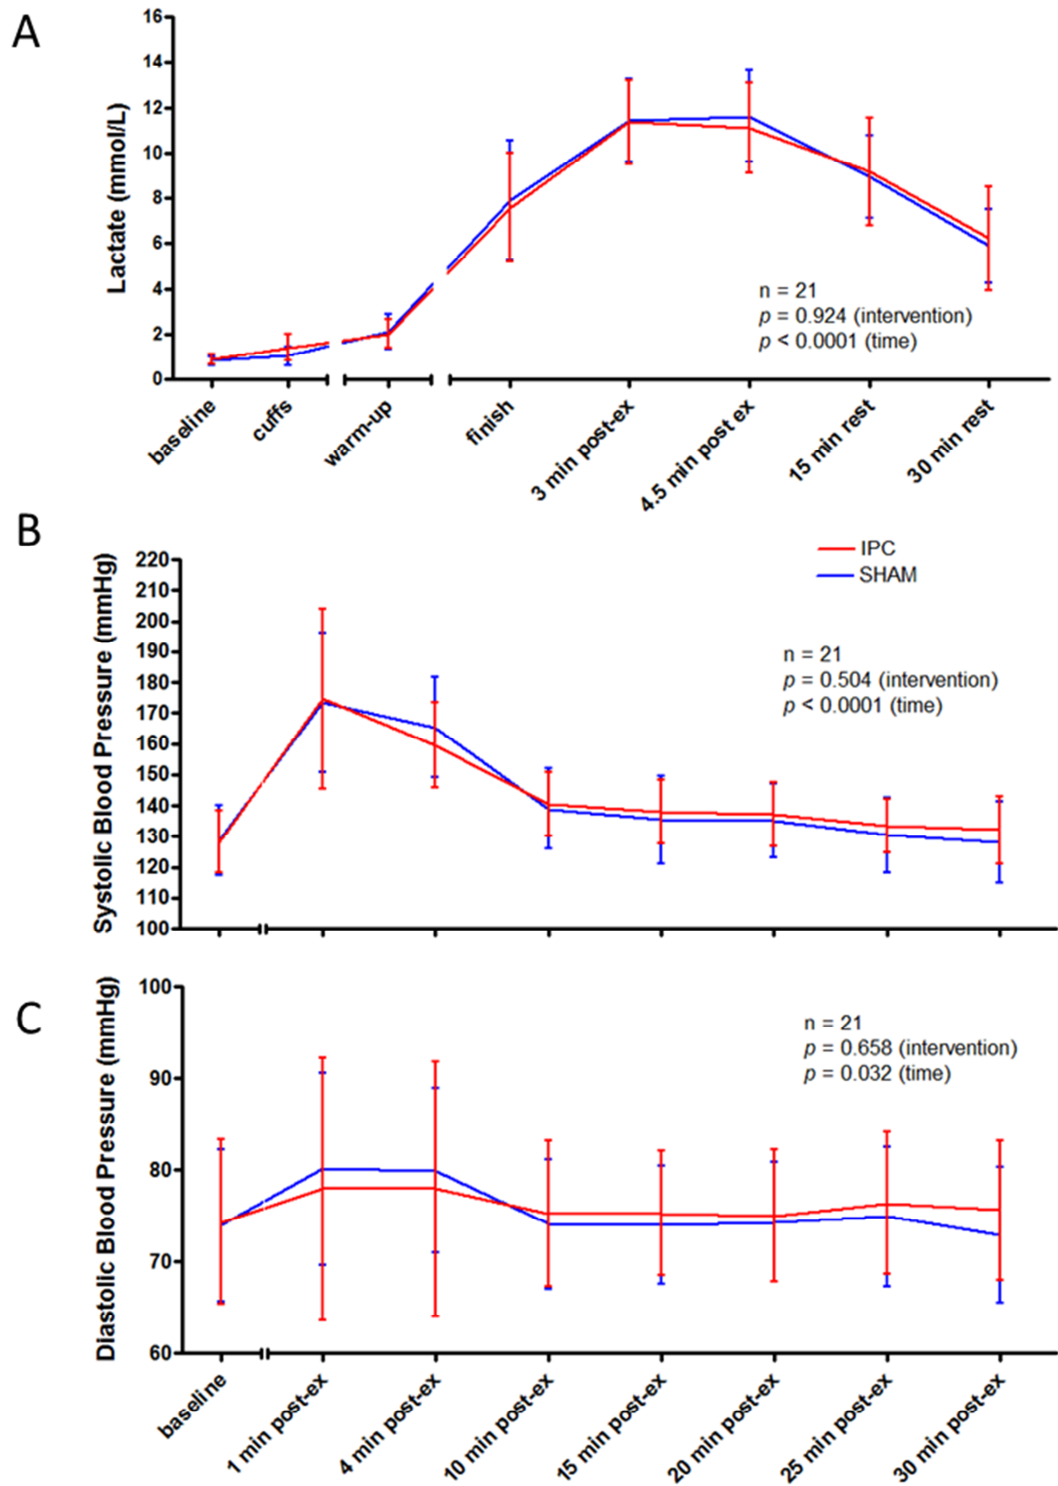 A
Lactate (mmol/L)
16
14
12
10
8
6
4
2
0
n = 21
p = 0.924 (intervention)
p < 0.0001 (time)
baseline
cuffs
warm-up
finish
3 min post-ex
4.5 min post ex
15 min rest
30 min rest
B
Systolic Blood Pressure (mmHg)
220
210
200
190
180
170
160
150
140
130
120
110
100
IPC
SHAM
n = 21
p = 0.504 (intervention)
p < 0.0001 (time)
C
Diastolic Blood Pressure (mmHg)
100
90
80
70
60
n = 21
p = 0.658 (intervention)
p = 0.032 (time)
baseline
1 min post-ex
4 min post-ex
10 min post-ex
15 min post-ex
20 min post-ex
25 min post-ex
30 min post-ex